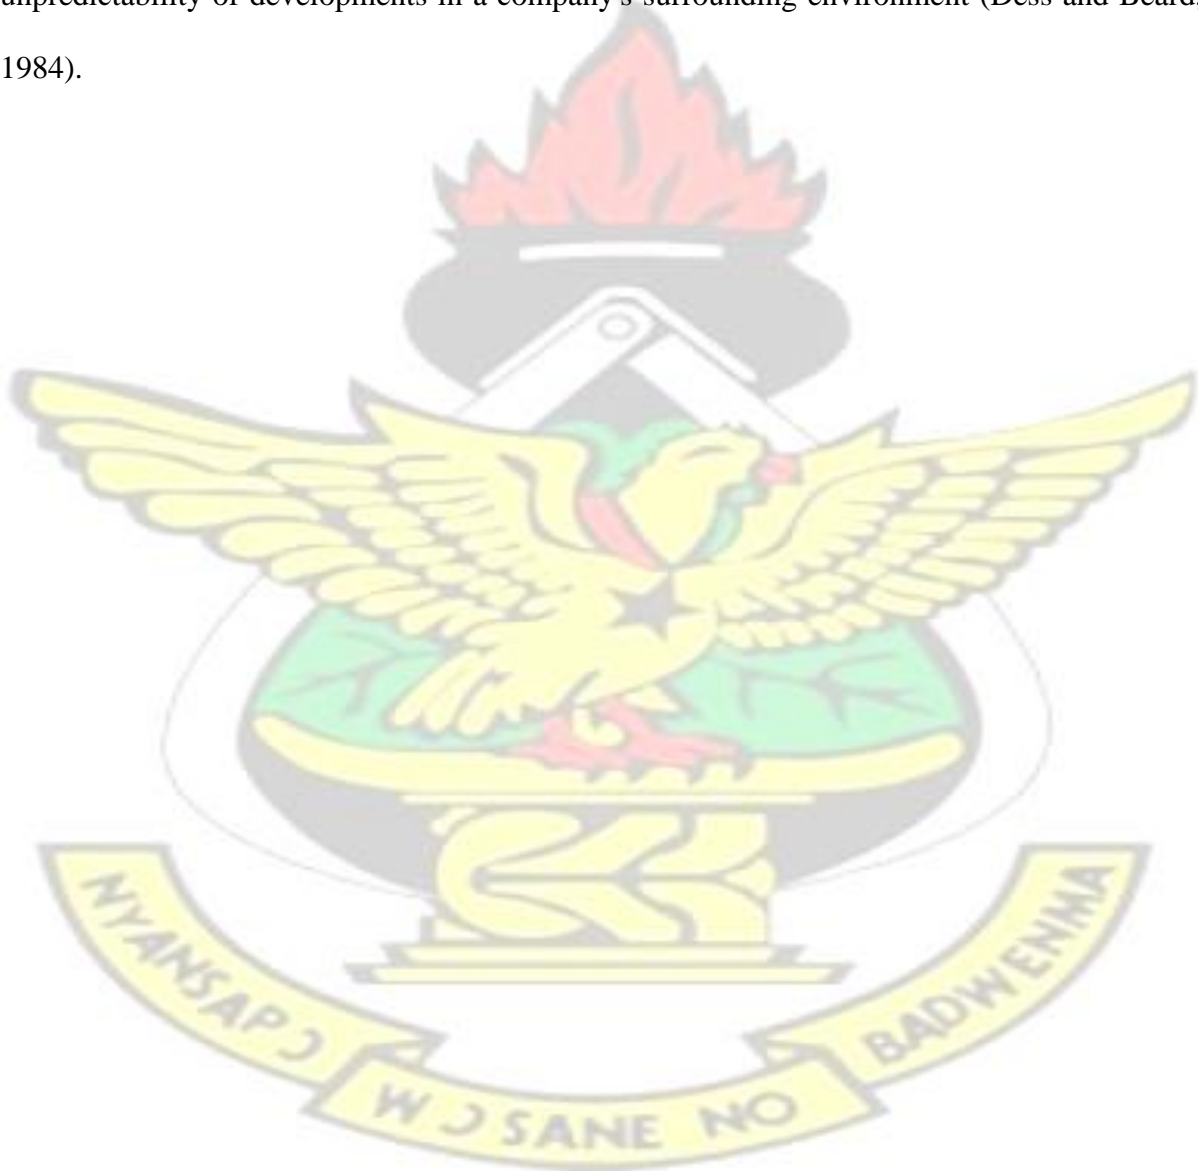 unpredictability of developments in a company's surrounding environment (Dess and Beard,
1984).
NYANSAPƆ
WƆSANE NO
BADWENMA